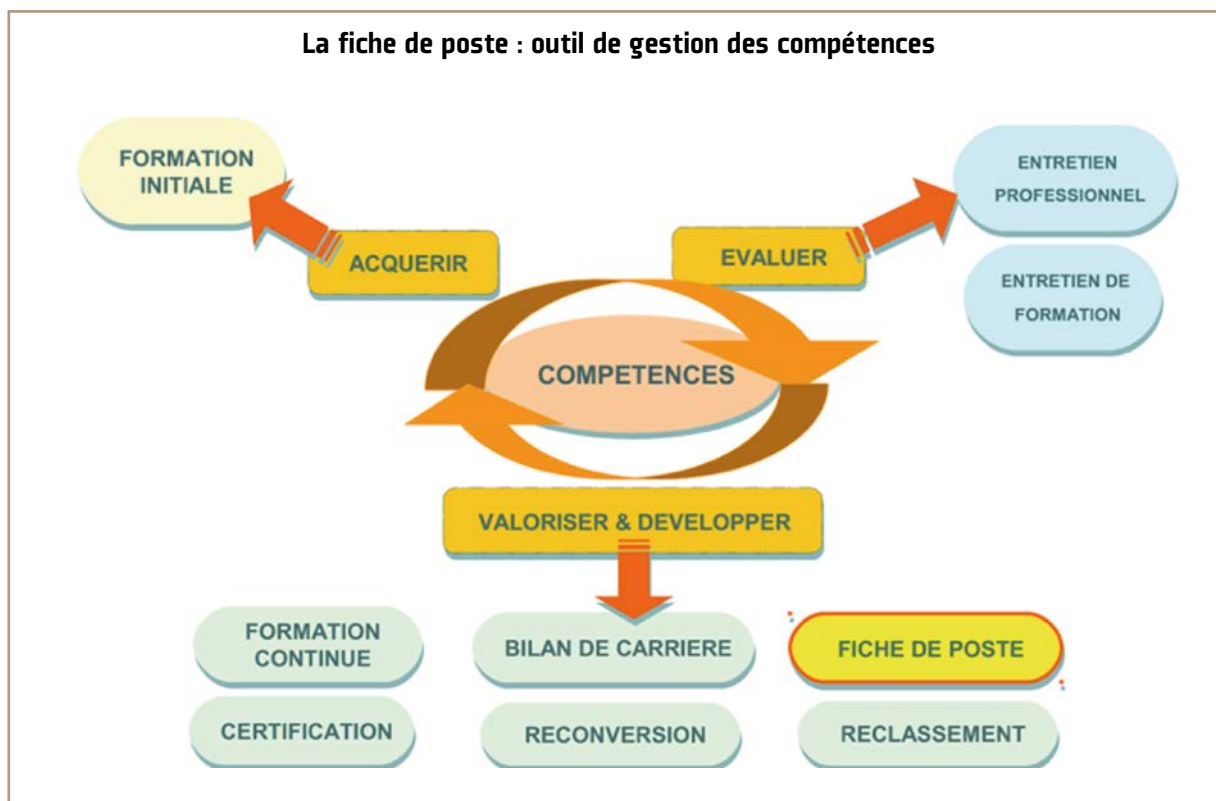 La fiche de poste : outil de gestion des compétences
FORMATION
INITIALE
ACQUERIR
EVALUER
ENTRETIEN
PROFESSIONNEL
ENTRETIEN DE
FORMATION
COMPETENCES
VALORISER & DEVELOPPER
FORMATION
CONTINUE
BILAN DE CARRIERE
FICHE DE POSTE
CERTIFICATION
RECONVERSION
RECLASSEMENT